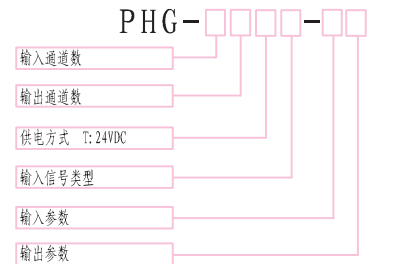 PHG-□□□□-□□
输入通道数
输出通道数
供电方式 T:24VDC
输入信号类型
输入参数
输出参数